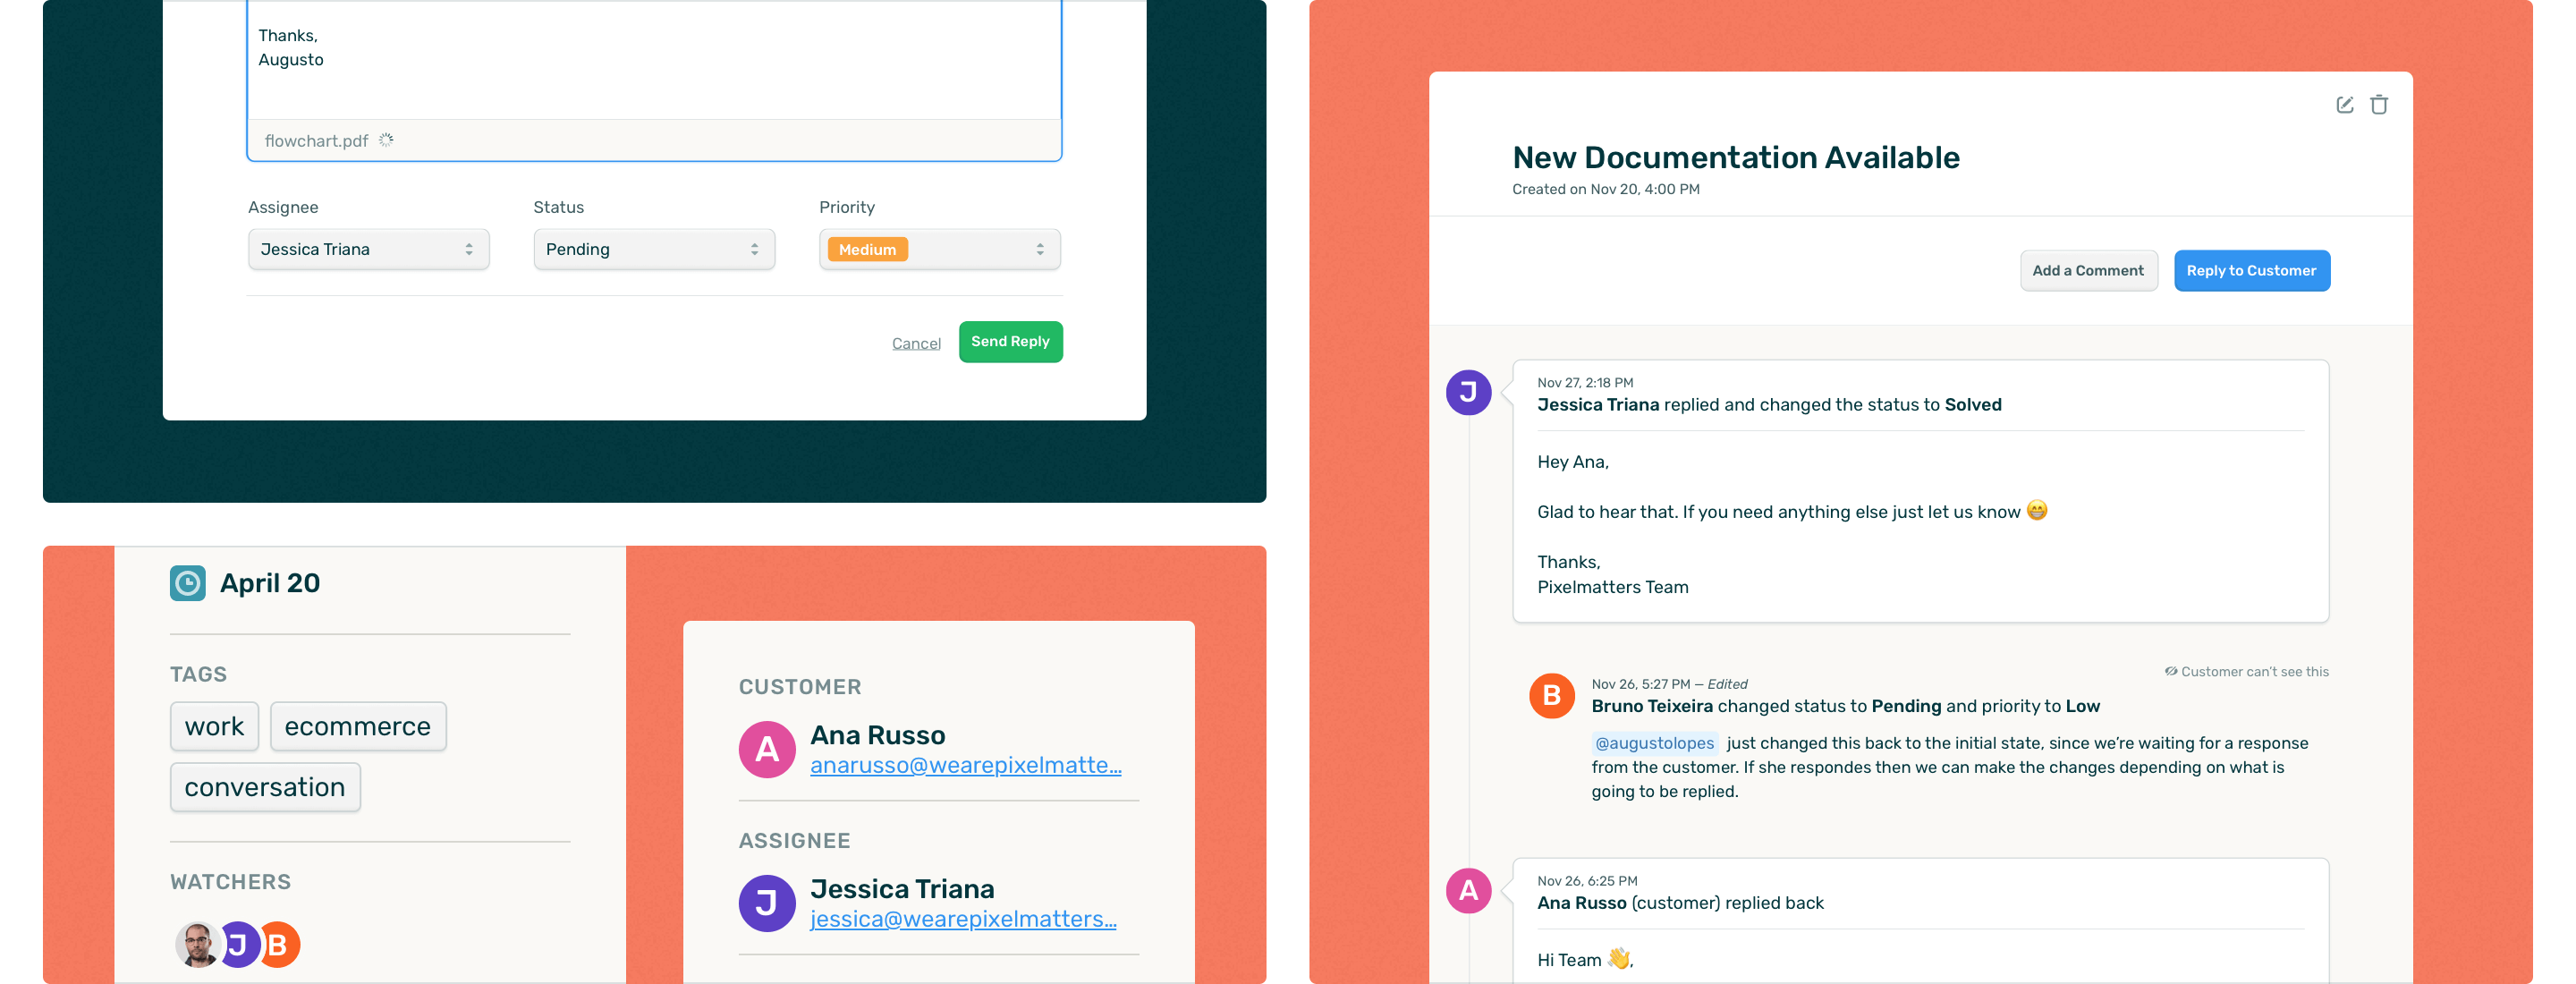 Thanks,
Augusto
flowchart.pdf
Assignee
Jessica Triana
Status
Pending
Priority
Medium
Cancel
Send Reply
April 20
TAGS
work
ecommerce
conversation
WATCHERS
J
B
CUSTOMER
A
Ana Russo
anarusso@wearepixelmatte...
ASSIGNEE
J
Jessica Triana
jessica@wearepixelmatters...
New Documentation Available
Created on Nov 20, 4:00 PM
Add a Comment
Reply to Customer
J
Nov 27, 2:18 PM
Jessica Triana replied and changed the status to Solved
Hey Ana,
Glad to hear that. If you need anything else just let us know 😁
Thanks,
Pixelmatters Team
Customer can't see this
B
Nov 26, 5:27 PM – Edited
Bruno Teixeira changed status to Pending and priority to Low
@augustolopes just changed this back to the initial state, since we're waiting for a response
from the customer. If she respondes then we can make the changes depending on what is
going to be replied.
A
Nov 26, 6:25 PM
Ana Russo (customer) replied back
Hi Team 👋,